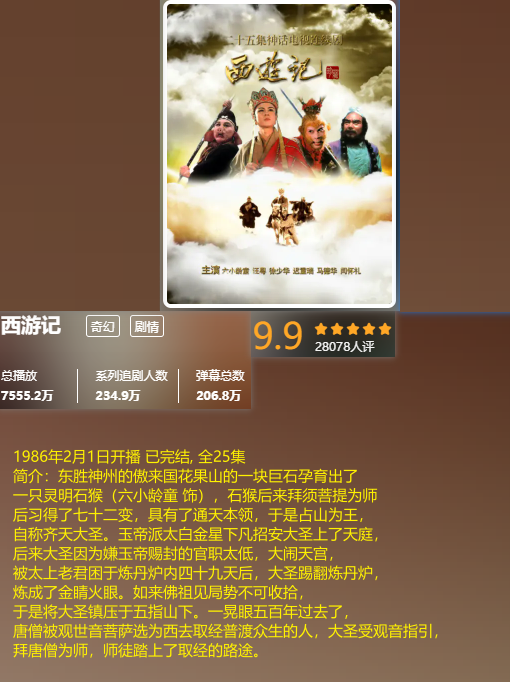 二十五集神话电视连续剧
西游记
主演 六小龄童 汪粤 徐少华 迟重瑞 马德华 闫怀礼
西游记 奇幻 剧情
9.9
28078人评
总播放 系列追剧人数 弹幕总数
7555.2万 234.9万 206.8万
1986年2月1日开播 已完结, 全25集
简介：东胜神州的傲来国花果山的一块巨石孕育出了
一只灵明石猴（六小龄童 饰），石猴后来拜须菩提为师
后习得了七十二变，具有了通天本领，于是占山为王，
自称齐天大圣。玉帝派太白金星下凡招安大圣上了天庭，
后来大圣因为嫌玉帝赐封的官职太低，大闹天宫，
被太上老君困于炼丹炉内四十九天后，大圣踢翻炼丹炉，
炼成了金睛火眼。如来佛祖见局势不可收拾，
于是将大圣镇压于五指山下。一晃眼五百年过去了，
唐僧被观世音菩萨选为西去取经普渡众生的人，大圣受观音指引，
拜唐僧为师，师徒踏上了取经的路途。